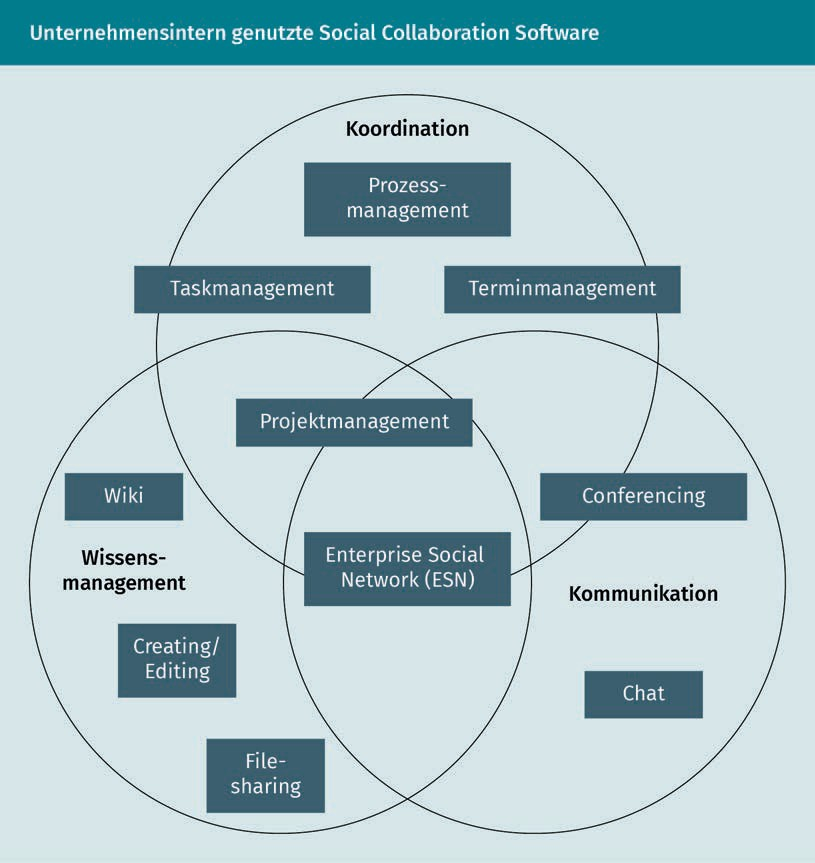 Unternehmensintern genutzte Social Collaboration Software
Koordination
Prozess-
management
Taskmanagement
Terminmanagement
Projektmanagement
Wiki
Conferencing
Wissens-
management
Enterprise Social
Network (ESN)
Kommunikation
Creating/
Editing
Chat
File-
sharing